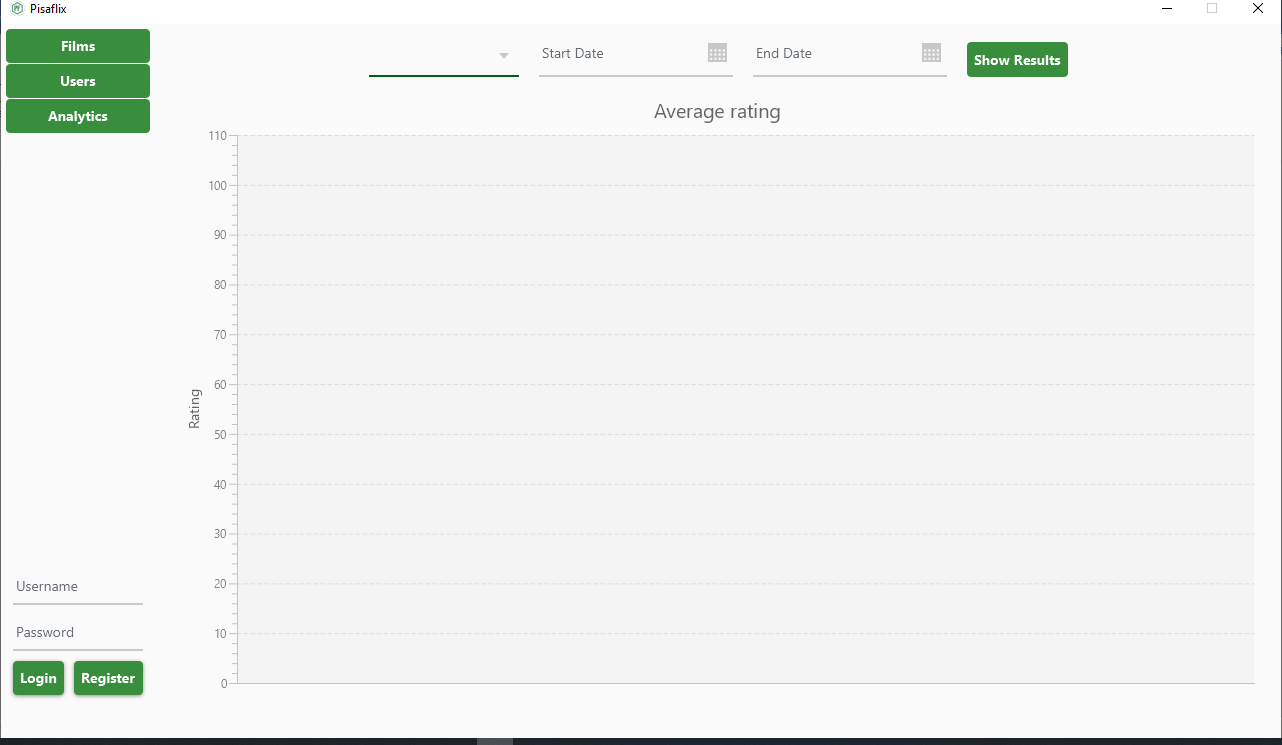 Pisaflix
Films
Users
Analytics
Start Date
End Date
Show Results
Average rating
110
100
90
80
70
60
50
40
30
20
10
0
Rating
Username
Password
Login
Register